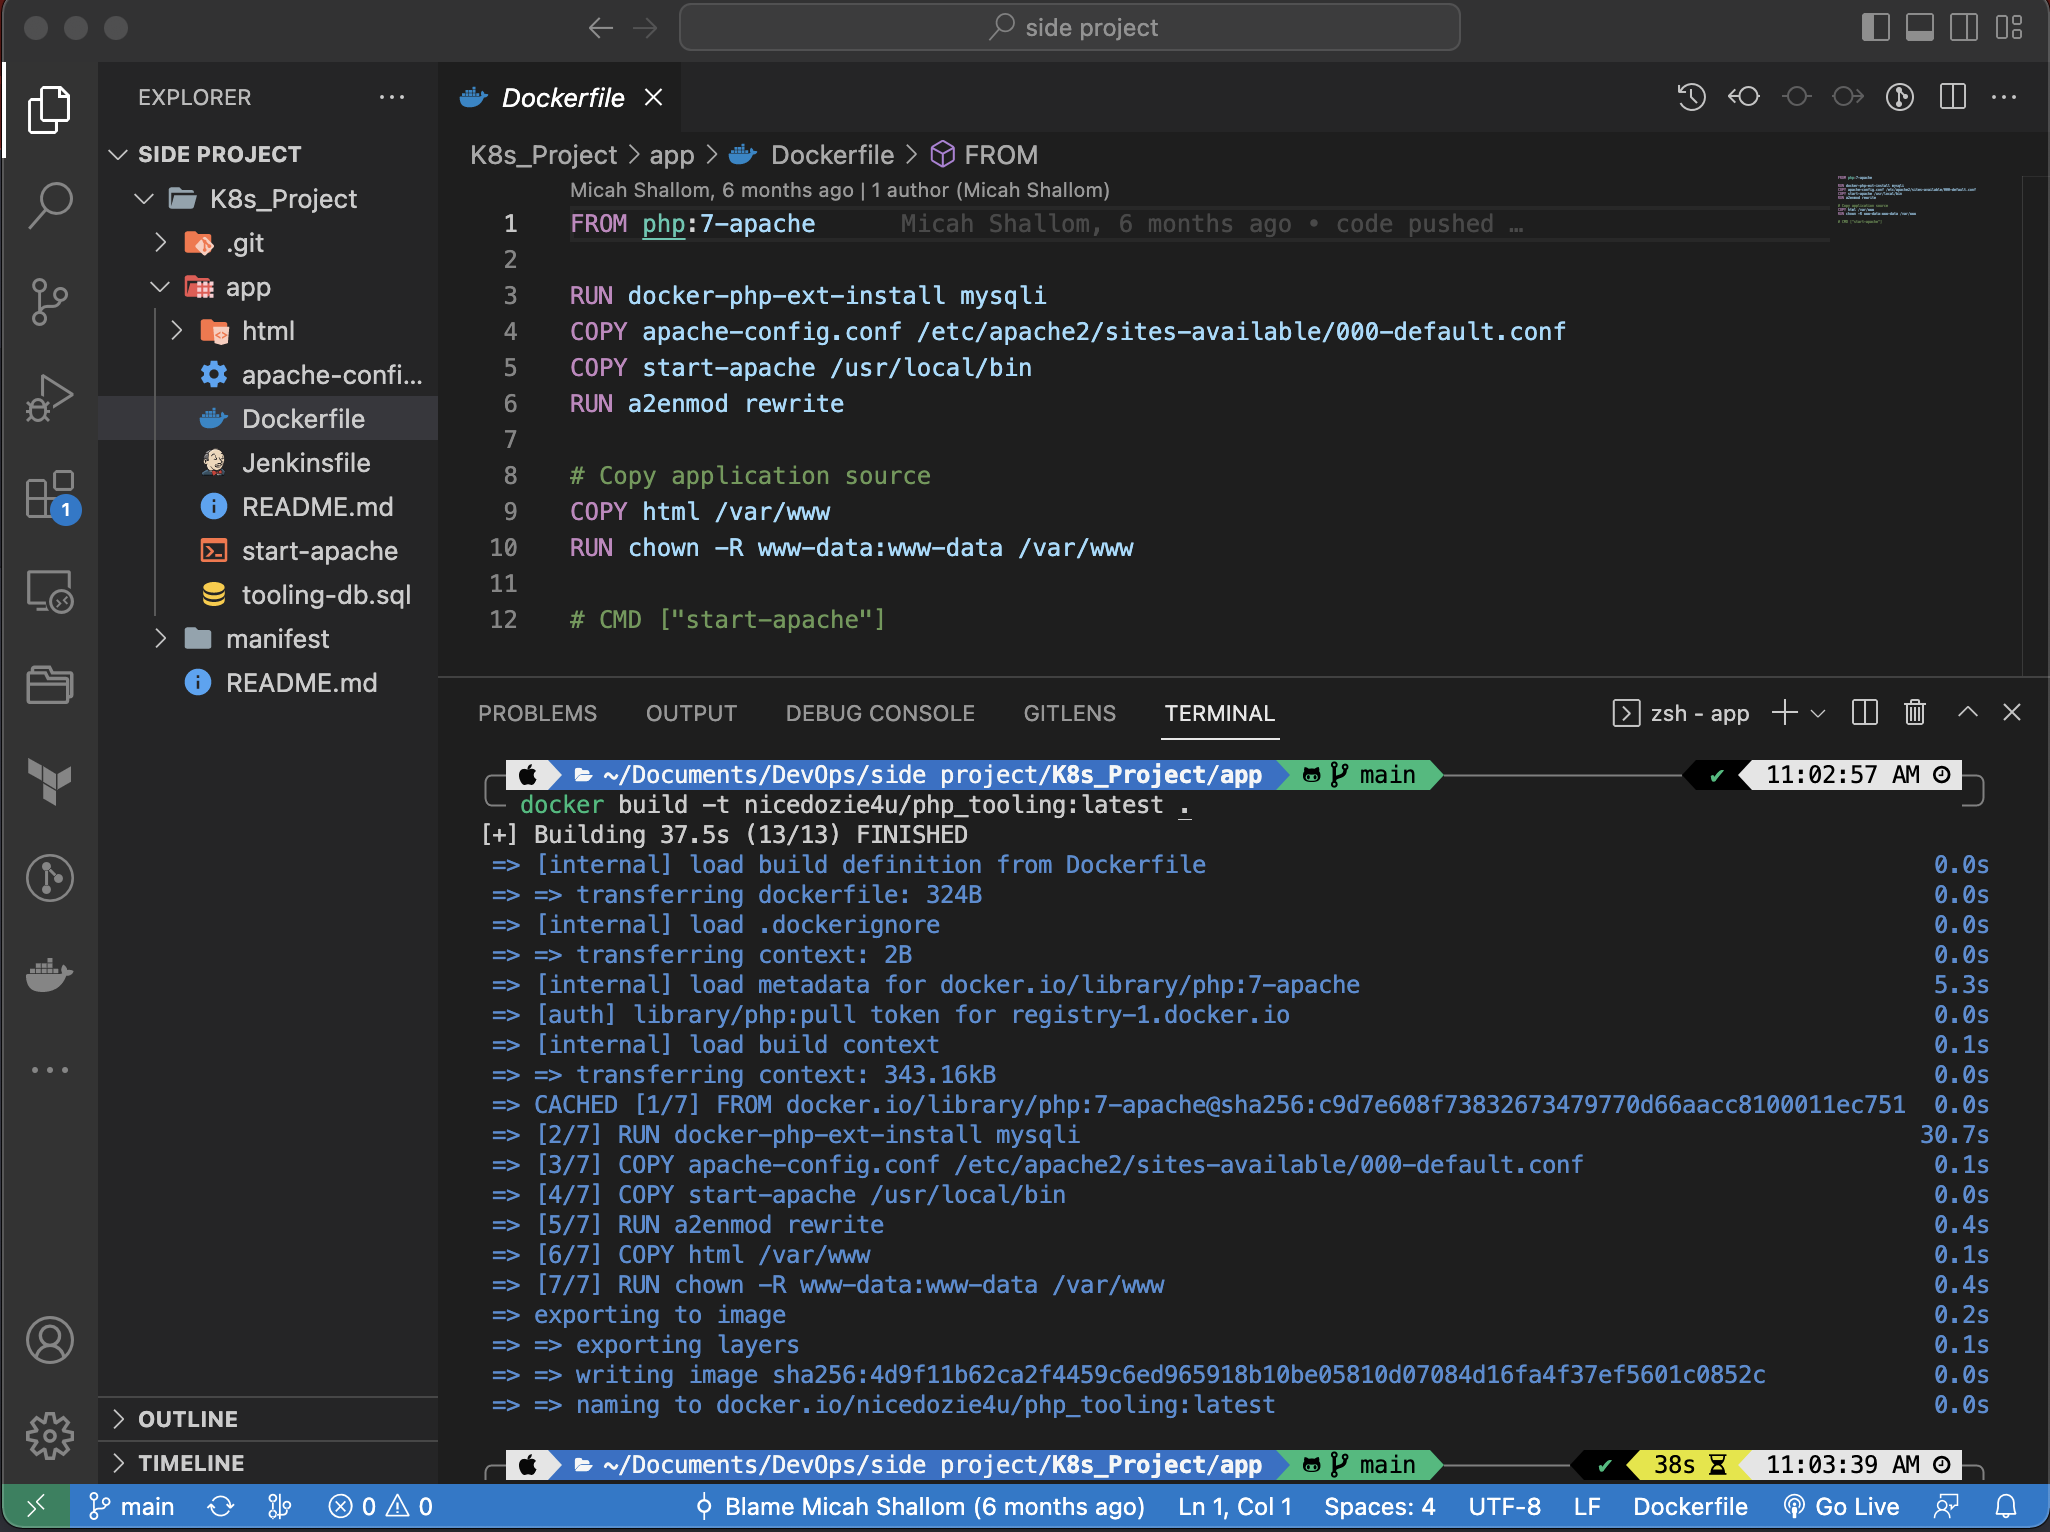 side project
EXPLORER
SIDE PROJECT
K8s_Project
.git
app
html
apache-confi...
Dockerfile
Jenkinsfile
README.md
start-apache
tooling-db.sql
manifest
README.md
OUTLINE
TIMELINE
1
Dockerfile
K8s_Project > app > Dockerfile > FROM
Micah Shallom, 6 months ago | 1 author (Micah Shallom)
1 FROM php:7-apache Micah Shallom, 6 months ago • code pushed …
2
3 RUN docker-php-ext-install mysqli
4 COPY apache-config.conf /etc/apache2/sites-available/000-default.conf
5 COPY start-apache /usr/local/bin
6 RUN a2enmod rewrite
7
8 # Copy application source
9 COPY html /var/www
10 RUN chown -R www-data:www-data /var/www
11
12 # CMD ["start-apache"]
PROBLEMS OUTPUT DEBUG CONSOLE GITLENS TERMINAL zsh - app
~/Documents/DevOps/side project/K8s_Project/app main ✔ 11:02:57 AM
docker build -t nicedozie4u/php_tooling:latest .
[+] Building 37.5s (13/13) FINISHED
=> [internal] load build definition from Dockerfile 0.0s
=> => transferring dockerfile: 324B 0.0s
=> [internal] load .dockerignore 0.0s
=> => transferring context: 2B 0.0s
=> [internal] load metadata for docker.io/library/php:7-apache 5.3s
=> [auth] library/php:pull token for registry-1.docker.io 0.0s
=> [internal] load build context 0.1s
=> => transferring context: 343.16kB 0.0s
=> CACHED [1/7] FROM docker.io/library/php:7-apache@sha256:c9d7e608f73832673479770d66aacc8100011ec751 0.0s
=> [2/7] RUN docker-php-ext-install mysqli 30.7s
=> [3/7] COPY apache-config.conf /etc/apache2/sites-available/000-default.conf 0.1s
=> [4/7] COPY start-apache /usr/local/bin 0.0s
=> [5/7] RUN a2enmod rewrite 0.4s
=> [6/7] COPY html /var/www 0.1s
=> [7/7] RUN chown -R www-data:www-data /var/www 0.4s
=> exporting to image 0.2s
=> => exporting layers 0.1s
=> => writing image sha256:4d9f11b62ca2f4459c6ed965918b10be05810d07084d16fa4f37ef5601c0852c 0.0s
=> => naming to docker.io/nicedozie4u/php_tooling:latest 0.0s
~/Documents/DevOps/side project/K8s_Project/app main ✔ 38s 11:03:39 AM
main 0 0 Blame Micah Shallom (6 months ago) Ln 1, Col 1 Spaces: 4 UTF-8 LF Dockerfile Go Live